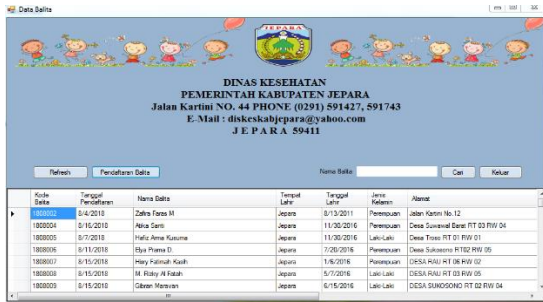 Data Balita
JEPARA
DINAS KESEHATAN
PEMERINTAH KABUPATEN JEPARA
Jalan Kartini NO. 44 PHONE (0291) 591427, 591743
E-Mail : diskeskabjepara@yahoo.com
J E P A R A 59411
Refresh Pendaftaran Balita Nama Balita Cari Keluar
Kode Balita Tanggal Pendaftaran Nama Balita Tempat Lahir Tanggal Lahir Jenis Kelamin Alamat
1808002 8/4/2018 Zafira Faras M Jepara 8/13/2011 Perempuan Jalan Kartini No.12
1808004 8/16/2018 Atika Santi Jepara 11/30/2016 Perempuan Desa Suwawal Barat RT 03 RW 04
1808005 8/7/2018 Hafiz Anna Kusuma Jepara 11/30/2016 Laki-Laki Desa Troso RT 01 RW 01
1808006 8/11/2018 Elya Prama D. Jepara 7/20/2016 Perempuan Desa Sukosono RT02 RW 05
1808007 8/15/2018 Hery Fatimah Kasih Jepara 1/6/2016 Perempuan DESA RAU RT 06 RW 02
1808008 8/15/2018 M. Rizky Al Fatah Jepara 5/7/2016 Laki-Laki DESA RAU RT 03 RW 05
1808009 8/15/2018 Gibran Maravan Jepara 6/15/2016 Laki-Laki DESA SUKOSONO RT 02 RW 04